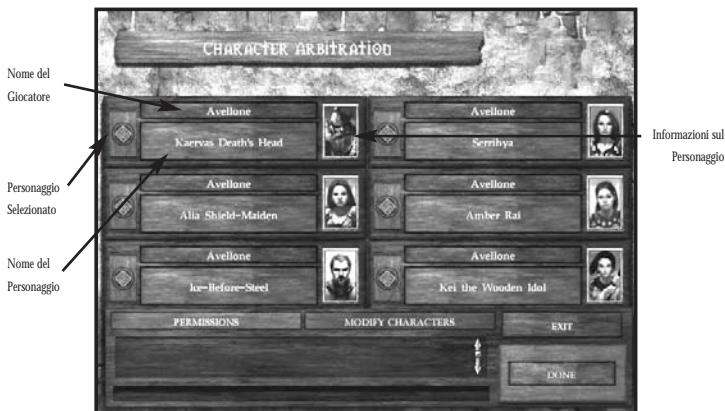 CHARACTER ARBITRATION
Nome del
Giocatore
Avellone
Kaervas Death's Head
Avellone
Serrihya
Informazioni sul
Personaggio
Personaggio
Selezionato
Avellone
Alia Shield-Maiden
Avellone
Amber Rai
Nome del
Personaggio
Avellone
Ice-Before-Steel
Avellone
Kei the Wooden Idol
PERMISSIONS
MODIFY CHARACTERS
EXIT
DONE